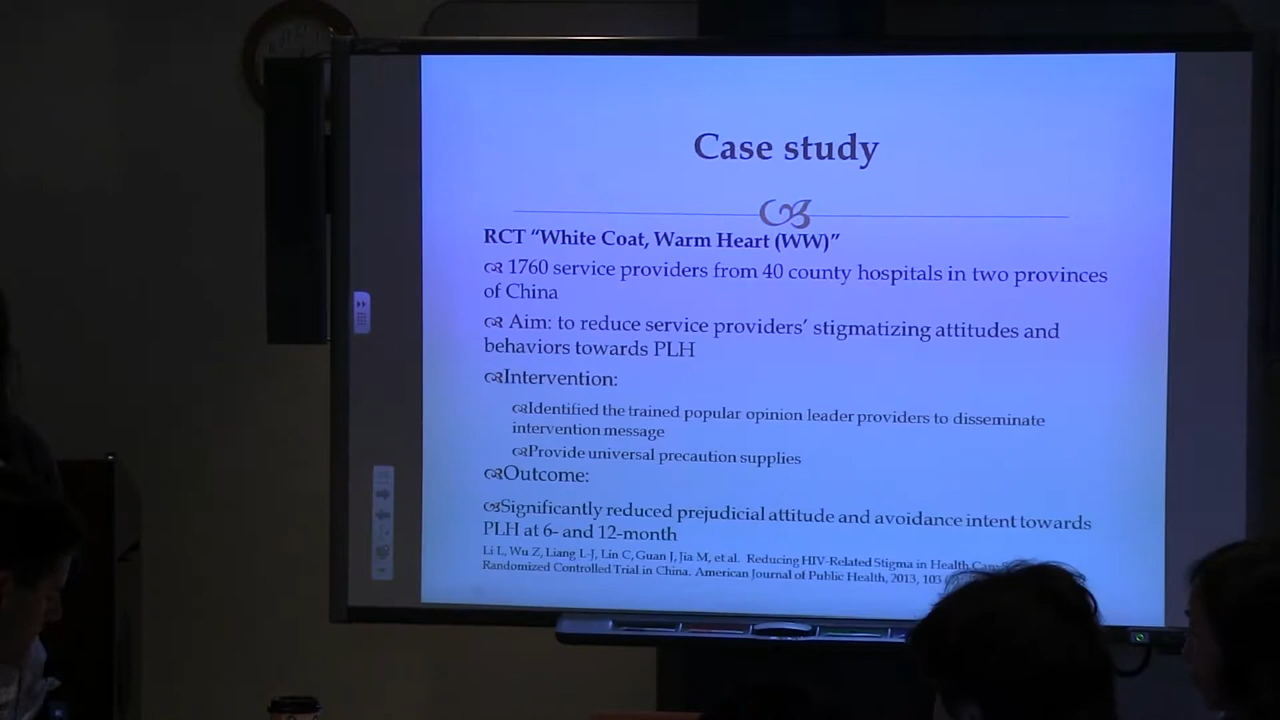 Case study
RCT “White Coat, Warm Heart (WW)”
1760 service providers from 40 county hospitals in two provinces
of China
Aim: to reduce service providers’ stigmatizing attitudes and
behaviors towards PLH
Intervention:
Identified the trained popular opinion leader providers to disseminate
intervention message
Provide universal precaution supplies
Outcome:
Significantly reduced prejudicial attitude and avoidance intent towards
PLH at 6- and 12-month
Li L, Wu Z, Liang L-J, Lin C, Guan J, Jia M, et al. Reducing HIV-Related Stigma in Health
Randomized Controlled Trial in China. American Journal of Public Health, 2013, 103